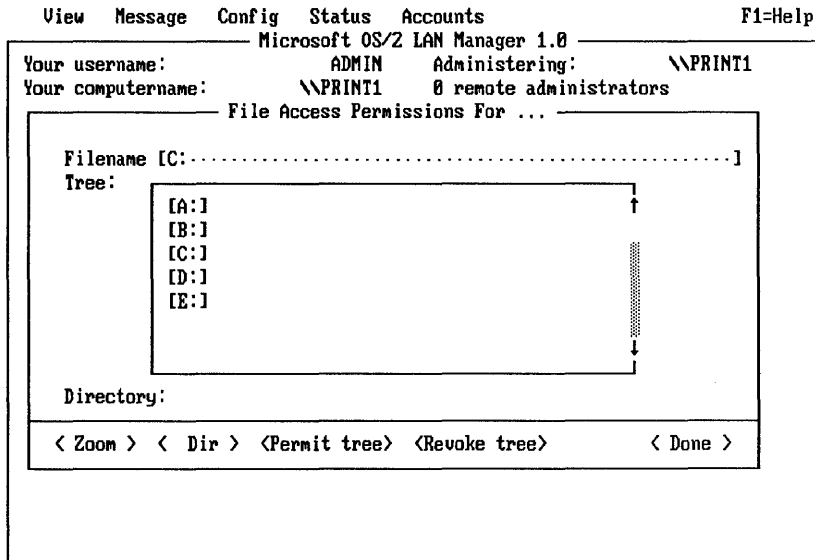 View Message Config Status Accounts F1=Help
Microsoft OS/2 LAN Manager 1.0
Your username: ADMIN Administering: \\PRINT1
Your computername: \\PRINT1 0 remote administrators
File Access Permissions For ...
Filename [C:·······················································]
Tree:
[A:]
[B:]
[C:]
[D:]
[E:]
Directory:
< Zoom > < Dir > <Permit tree> <Revoke tree> < Done >